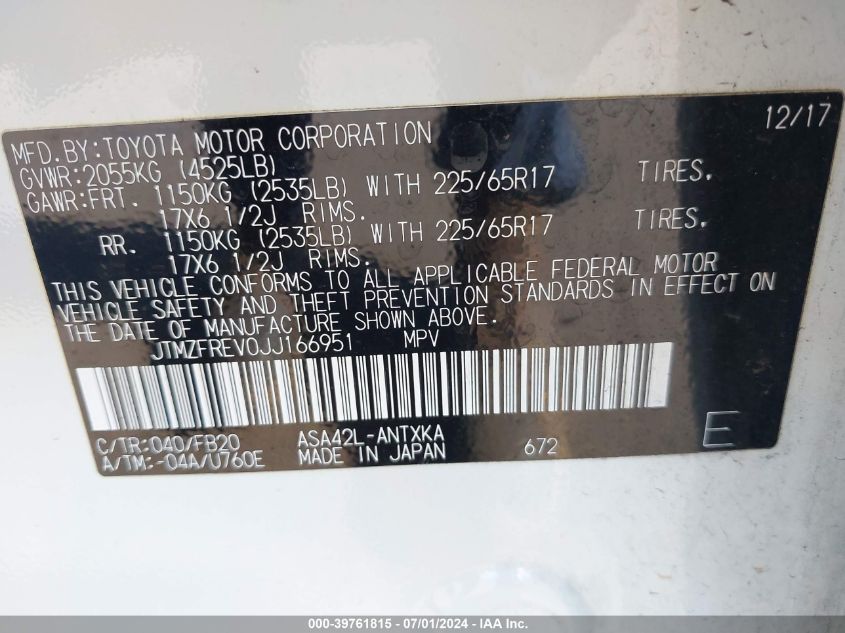 MFD.BY:TOYOTA MOTOR CORPORATION 12/17
GVWR:2055KG (4525LB)
GAWR:FRT. 1150KG (2535LB) WITH 225/65R17 TIRES.
17X6 1/2J RIMS.
RR. 1150KG (2535LB) WITH 225/65R17 TIRES.
17X6 1/2J RIMS.
THIS VEHICLE CONFORMS TO ALL APPLICABLE FEDERAL MOTOR
VEHICLE SAFETY AND THEFT PREVENTION STANDARDS IN EFFECT ON
THE DATE OF MANUFACTURE SHOWN ABOVE.
JTMZFREV0JJ166951 MPV
C/TR:040/FB20 ASA42L-ANTXKA
A/TM:-04A/U760E MADE IN JAPAN 672 E
000-39761815 - 07/01/2024 - IAA Inc.